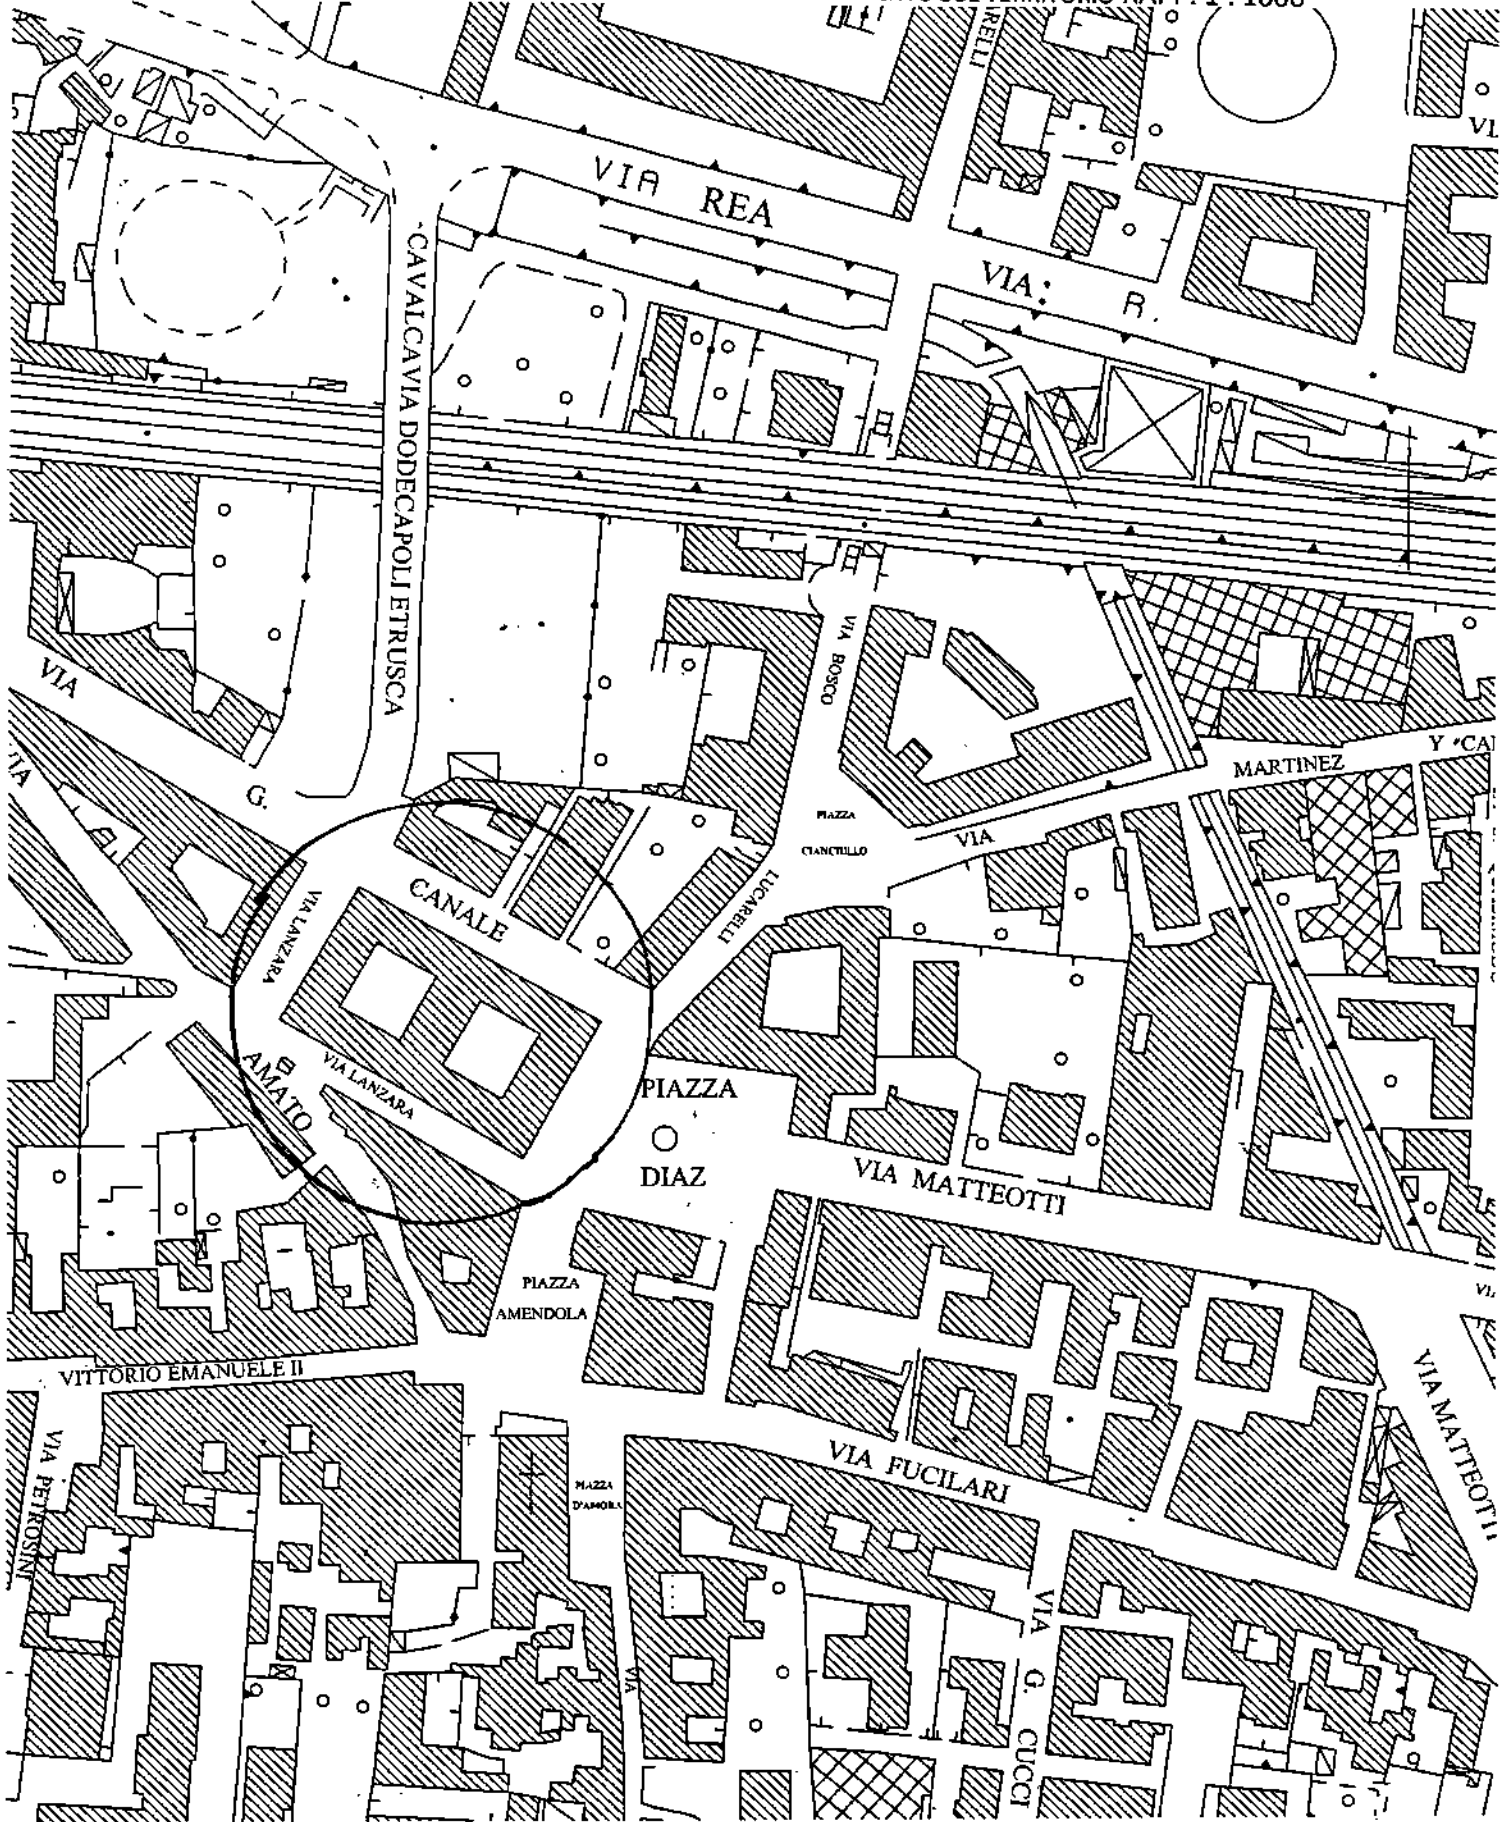 RELLI
VIA REA
VIA: R.
CAVALCAVIA DODECAPOLI ETRUSCA
VIA
VIA
G.
CANALE
VIA BOSCO
PIAZZA
CIANCIULLO
VIA
MARTINEZ
Y
LUCARELLI
VIA LANZARA
VIA LANZARA
AMATO
PIAZZA
DIAZ
VIA MATTEOTTI
PIAZZA
AMENDOLA
VITTORIO EMANUELE II
VIA PETROSINI
PIAZZA
D'AMORA
VIA FUCILARI
VIA MATTEOTTI
VIA
VIA G. CUCCI